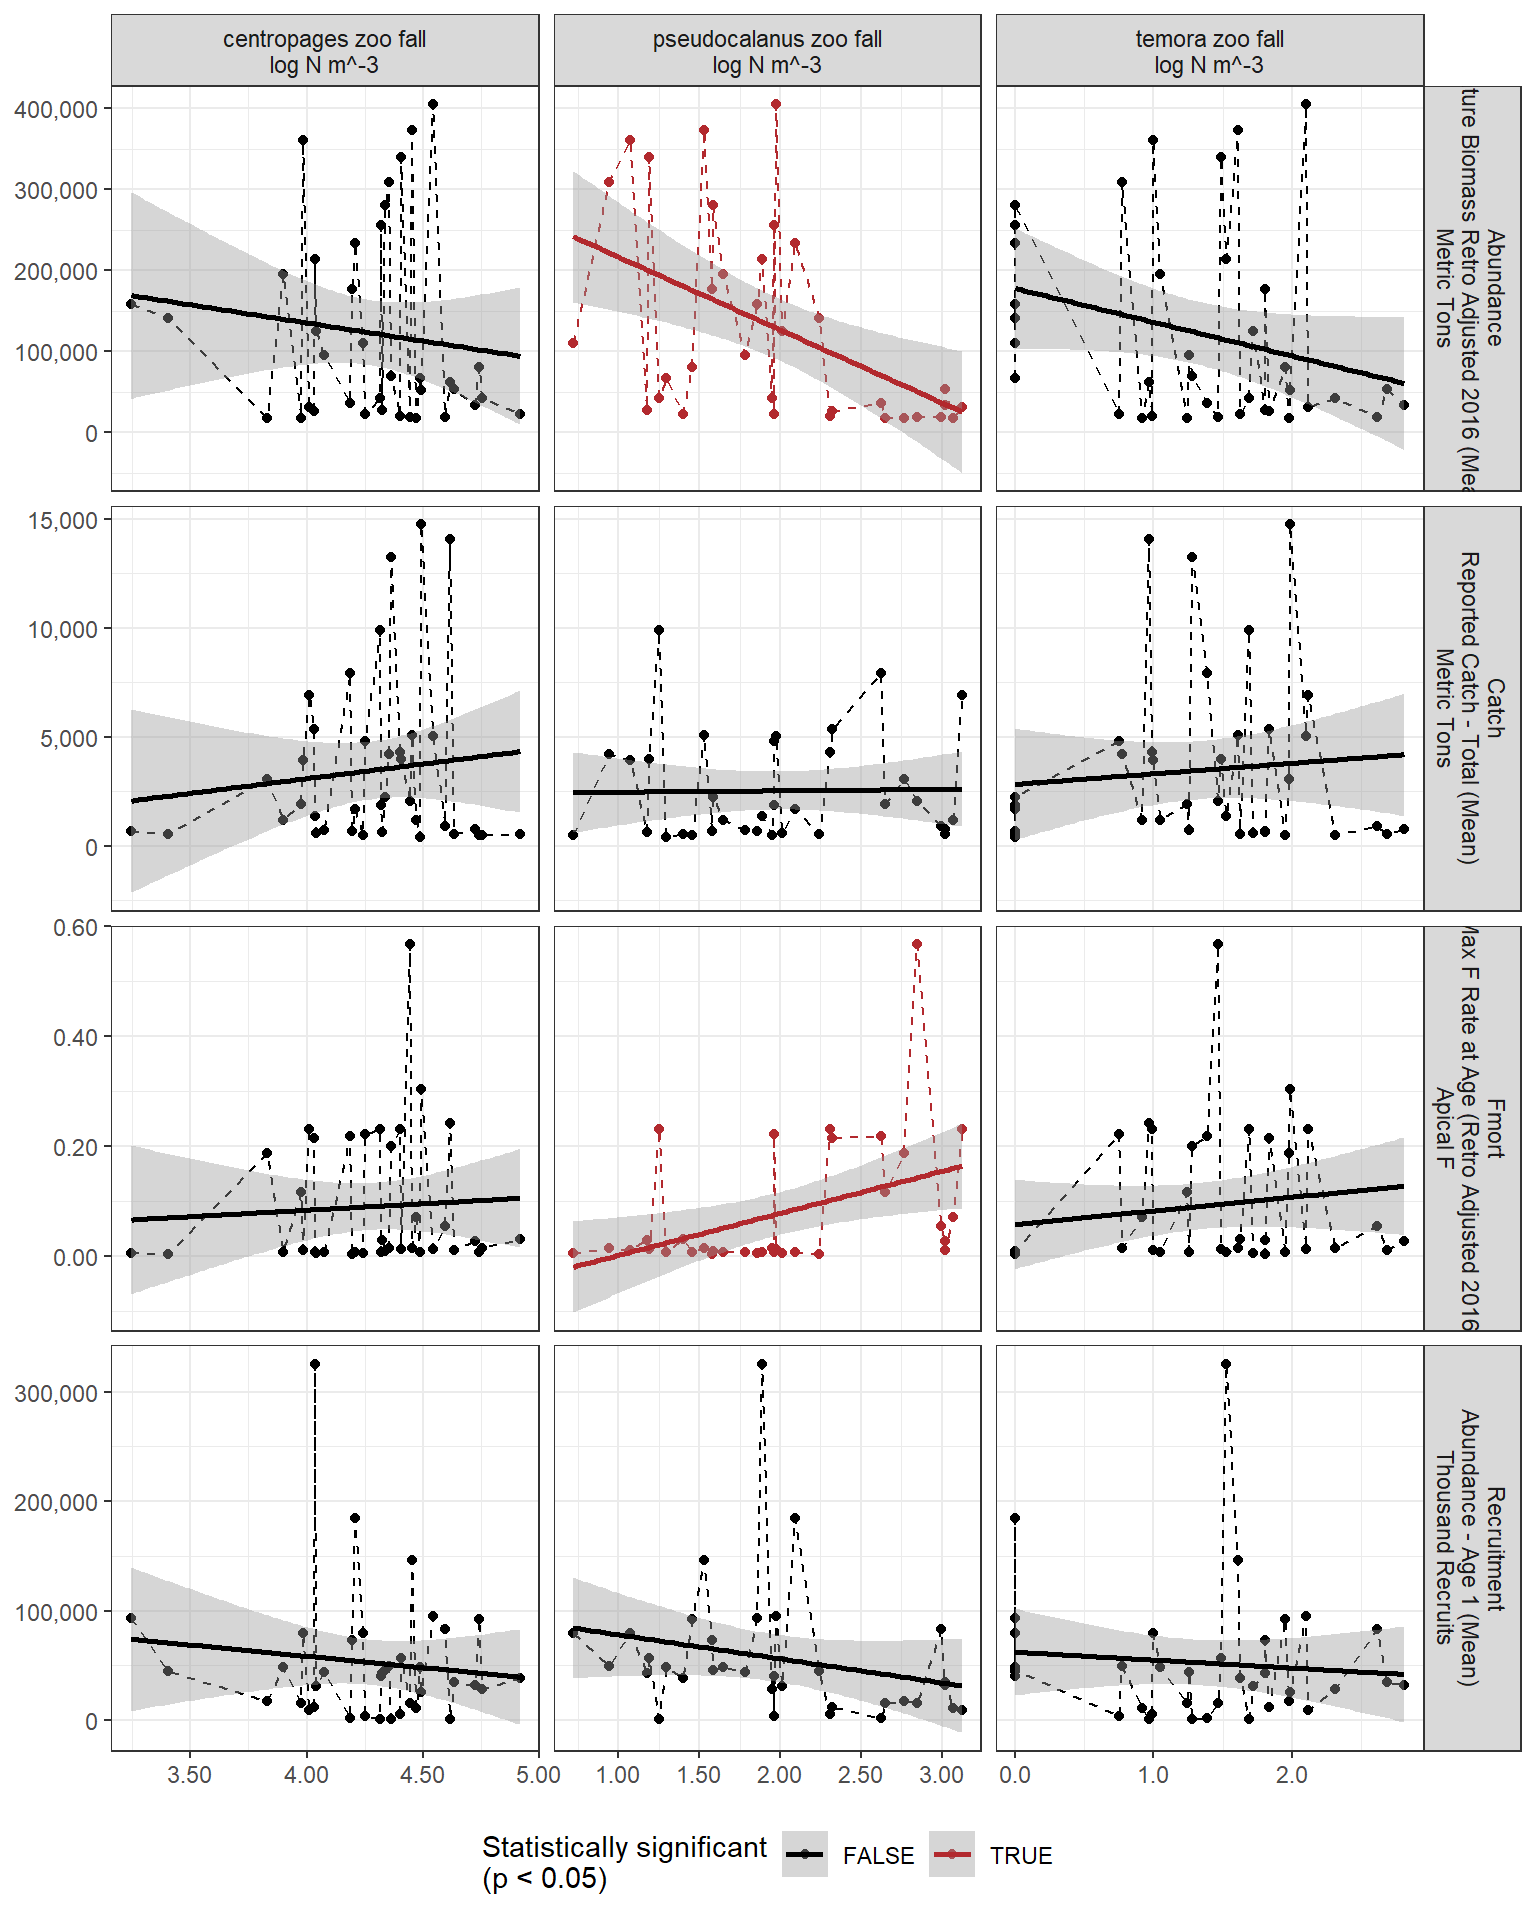 centropages zoo fall
log N m^-3
pseudocalanus zoo fall
log N m^-3
temora zoo fall
log N m^-3
400,000
300,000
200,000
100,000
0
Abundance
ture Biomass Retro Adjusted 2016 (Mea
Metric Tons
15,000
10,000
5,000
0
Catch
Reported Catch - Total (Mean)
Metric Tons
0.60
0.40
0.20
0.00
Fmort
Max F Rate at Age (Retro Adjusted 2016
Apical F
300,000
200,000
100,000
0
Recruitment
Abundance - Age 1 (Mean)
Thousand Recruits
3.50 4.00 4.50 5.00
1.00 1.50 2.00 2.50 3.00
0.0 1.0 2.0
Statistically significant
(p < 0.05)
FALSE
TRUE